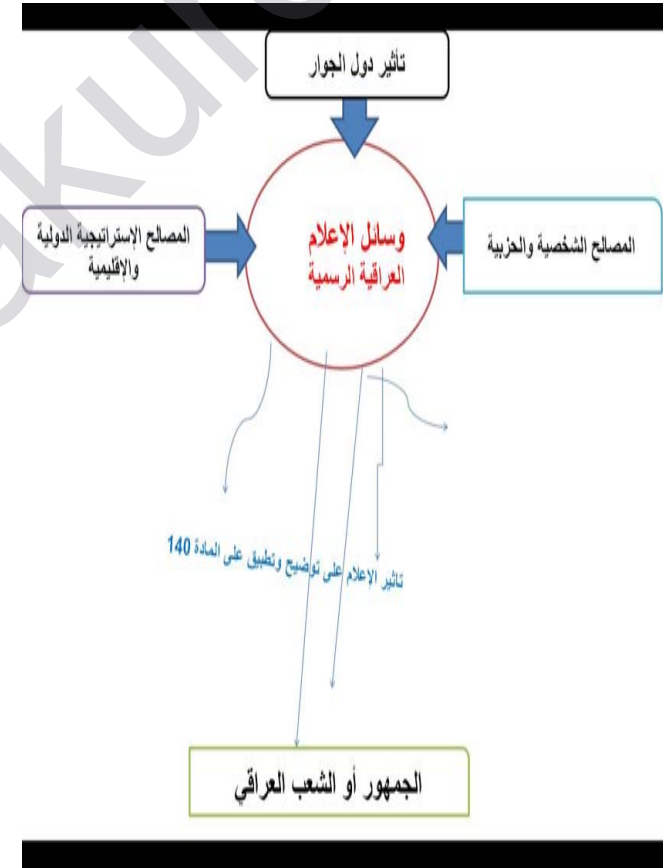 تأثير دول الجوار
المصالح الشخصية والحزبية
وسائل الإعلام
العراقية الرسمية
المصالح الإستراتيجية الدولية
والإقليمية
تاثير الإعلام على توضيح وتطبيق على المادة 140
الجمهور أو الشعب العراقي